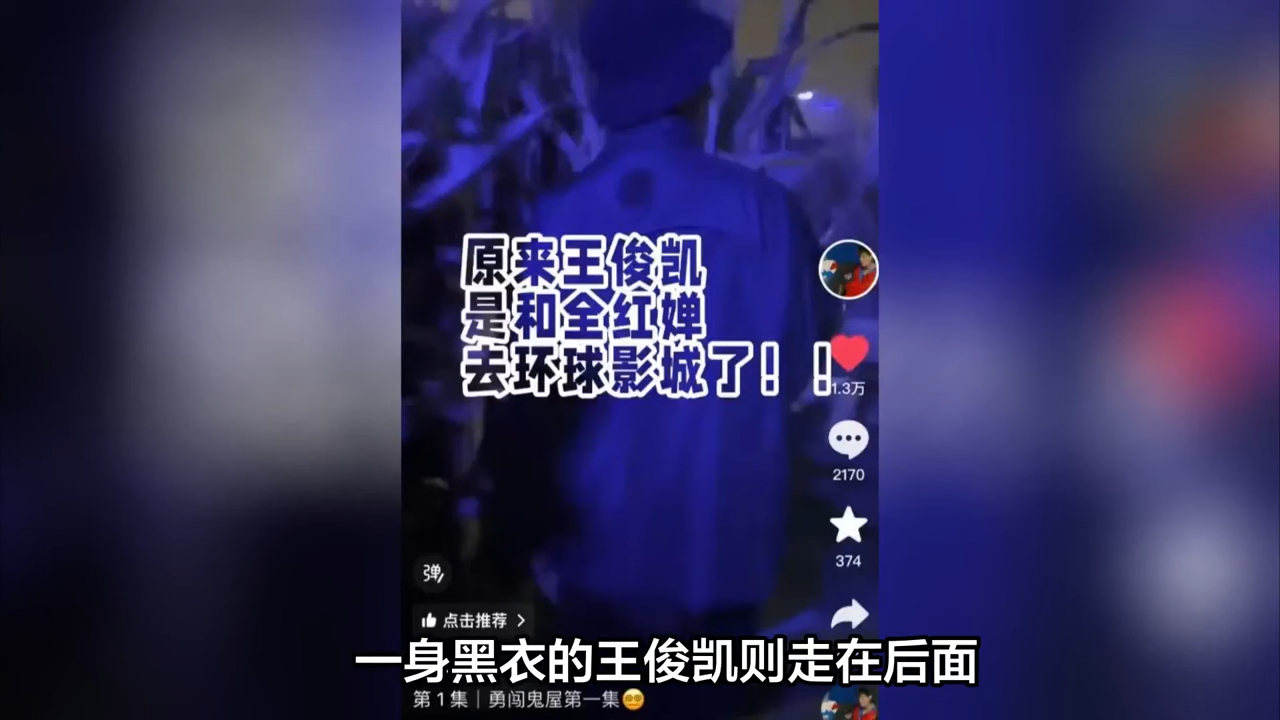 原来王俊凯
是和全红婵
去环球影城了！！
1.3万
2170
374
弹
点击推荐 >
一身黑衣的王俊凯则走在后面
第1集｜勇闯鬼屋第一集😵‍💫